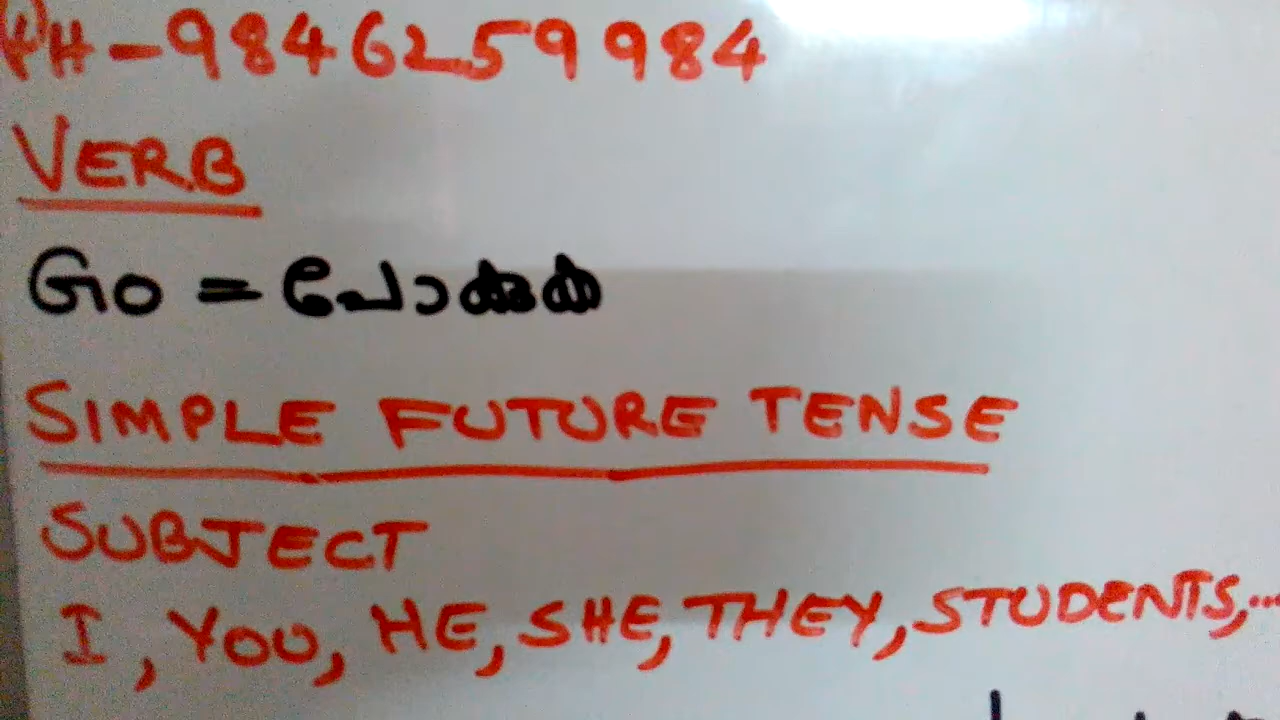 PH-9846259984
VERB
GO = പോകുക
SIMPLE FUTURE TENSE
SUBJECT
I, YOU, HE, SHE, THEY, STUDENTS,...